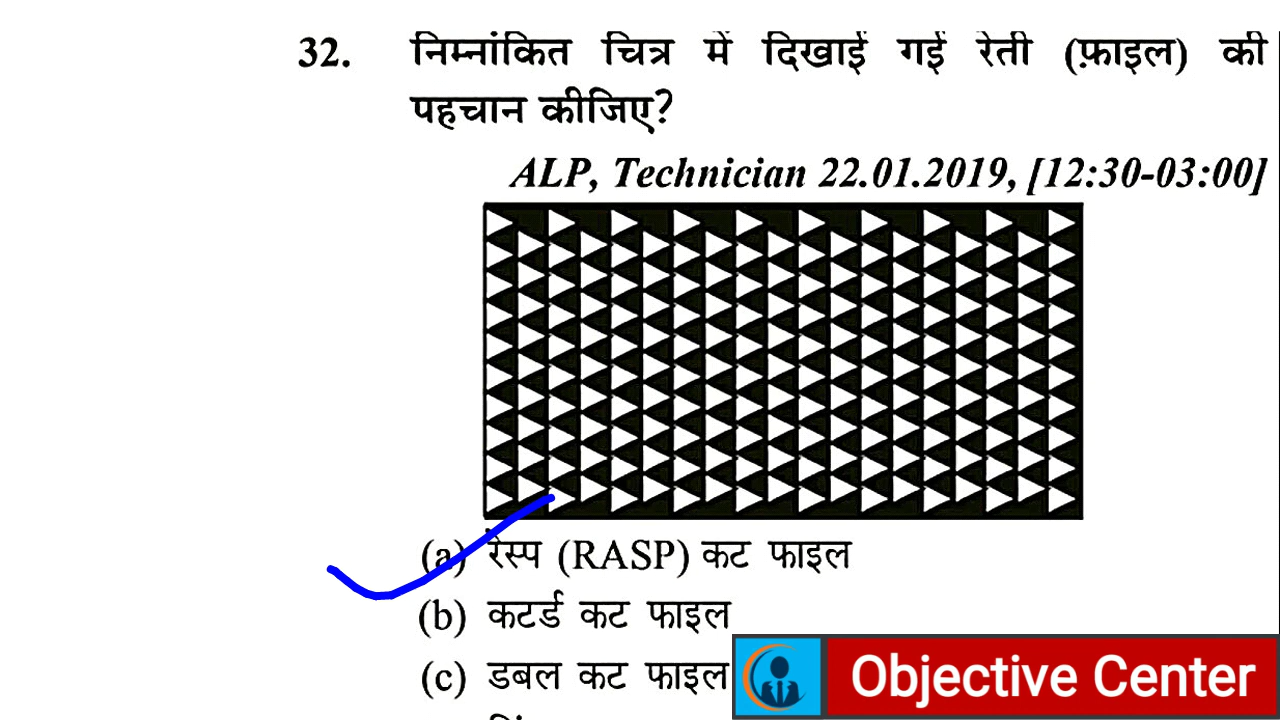 32. निम्नांकित चित्र में दिखाई गई रेती (फ़ाइल) की
पहचान कीजिए?
ALP, Technician 22.01.2019, [12:30-03:00]
(a) रेस्प (RASP) कट फाइल
(b) कटर्ड कट फाइल
(c) डबल कट फाइल
Objective Center